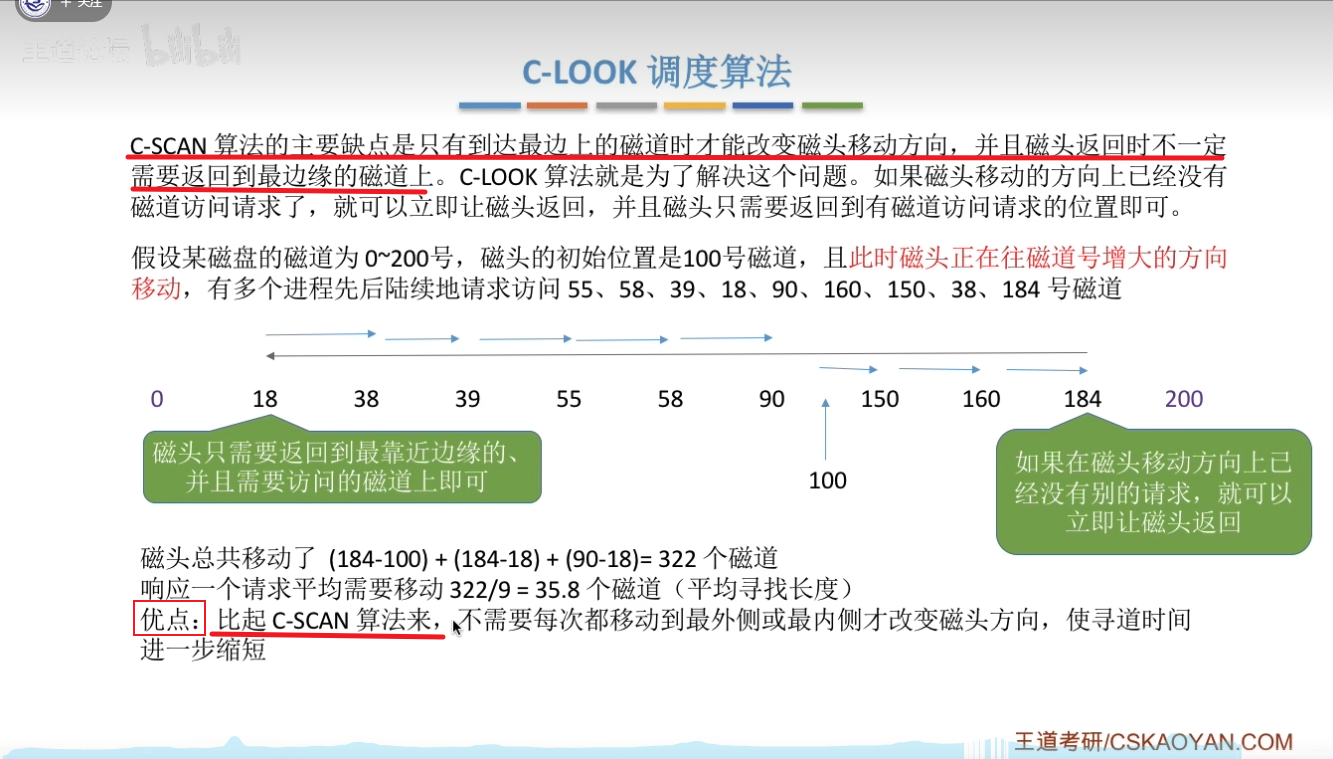 + 关注
王道论坛 bilibili
C-LOOK 调度算法
C-SCAN 算法的主要缺点是只有到达最边上的磁道时才能改变磁头移动方向，并且磁头返回时不一定
需要返回到最边缘的磁道上。C-LOOK 算法就是为了解决这个问题。如果磁头移动的方向上已经没有
磁道访问请求了，就可以立即让磁头返回，并且磁头只需要返回到有磁道访问请求的位置即可。
假设某磁盘的磁道为 0~200号，磁头的初始位置是100号磁道，且此时磁头正在往磁道号增大的方向
移动，有多个进程先后陆续地请求访问 55、58、39、18、90、160、150、38、184 号磁道
0 18 38 39 55 58 90 150 160 184 200
磁头只需要返回到最靠近边缘的、
并且需要访问的磁道上即可
100
如果在磁头移动方向上已
经没有别的请求，就可以
立即让磁头返回
磁头总共移动了 (184-100) + (184-18) + (90-18)= 322 个磁道
响应一个请求平均需要移动 322/9 = 35.8 个磁道（平均寻找长度）
优点：比起 C-SCAN 算法来，不需要每次都移动到最外侧或最内侧才改变磁头方向，使寻道时间
进一步缩短
王道考研/CSKAOYAN.COM